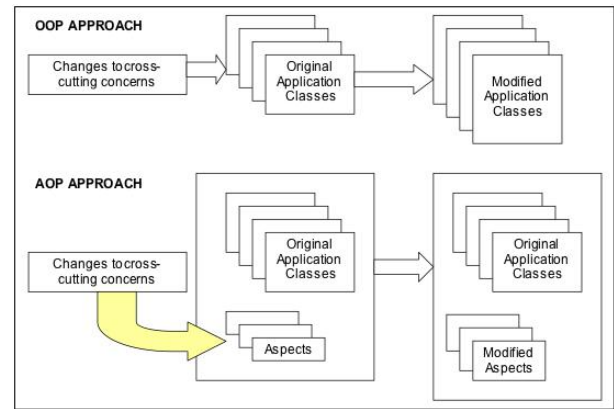 OOP APPROACH
Changes to cross-
cutting concerns
Original
Application
Classes
Modified
Application
Classes
AOP APPROACH
Changes to cross-
cutting concerns
Original
Application
Classes
Aspects
Original
Application
Classes
Modified
Aspects